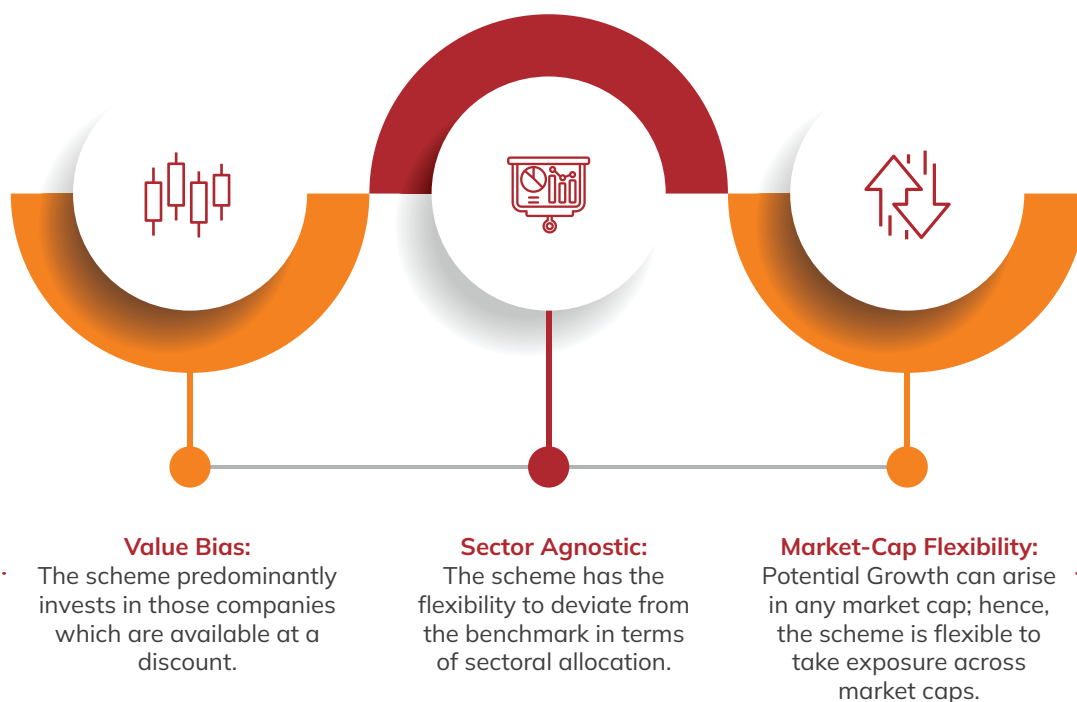 Value Bias:
The scheme predominantly
invests in those companies
which are available at a
discount.
Sector Agnostic:
The scheme has the
flexibility to deviate from
the benchmark in terms
of sectoral allocation.
Market-Cap Flexibility:
Potential Growth can arise
in any market cap; hence,
the scheme is flexible to
take exposure across
market caps.